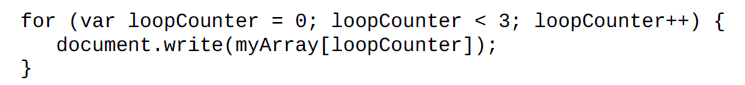 for (var loopCounter = 0; loopCounter < 3; loopCounter++) {
   document.write(myArray[loopCounter]);
}